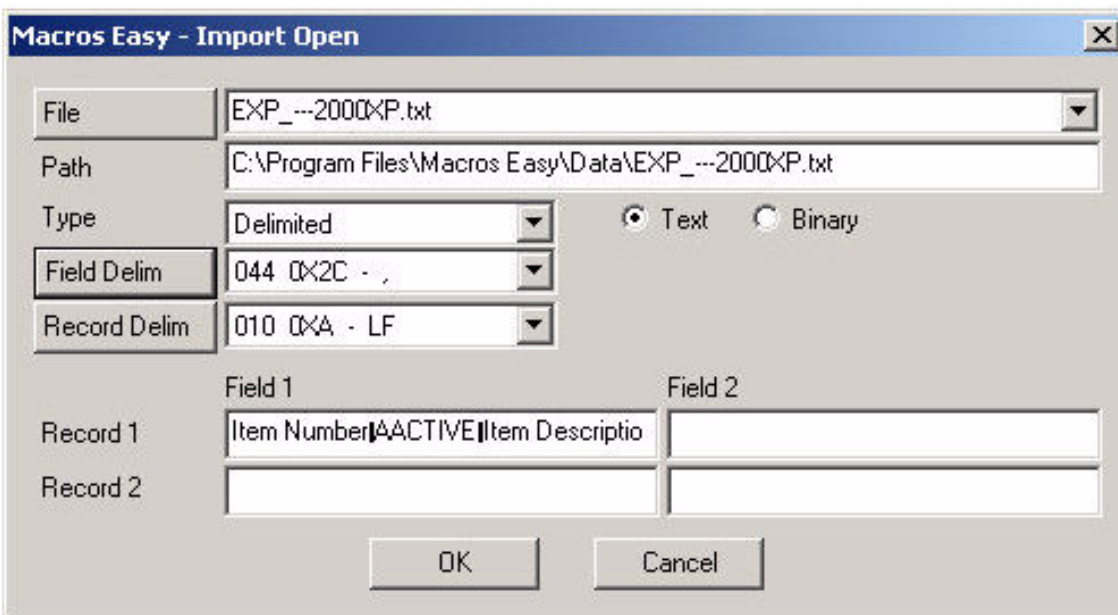 Macros Easy - Import Open
File EXP_---2000XP.txt
Path C:\Program Files\Macros Easy\Data\EXP_---2000XP.txt
Type Delimited Text Binary
Field Delim 044 0X2C - ,
Record Delim 010 0XA - LF
Field 1 Field 2
Record 1 Item Number|AACTIVE|Item Descriptio
Record 2
OK Cancel